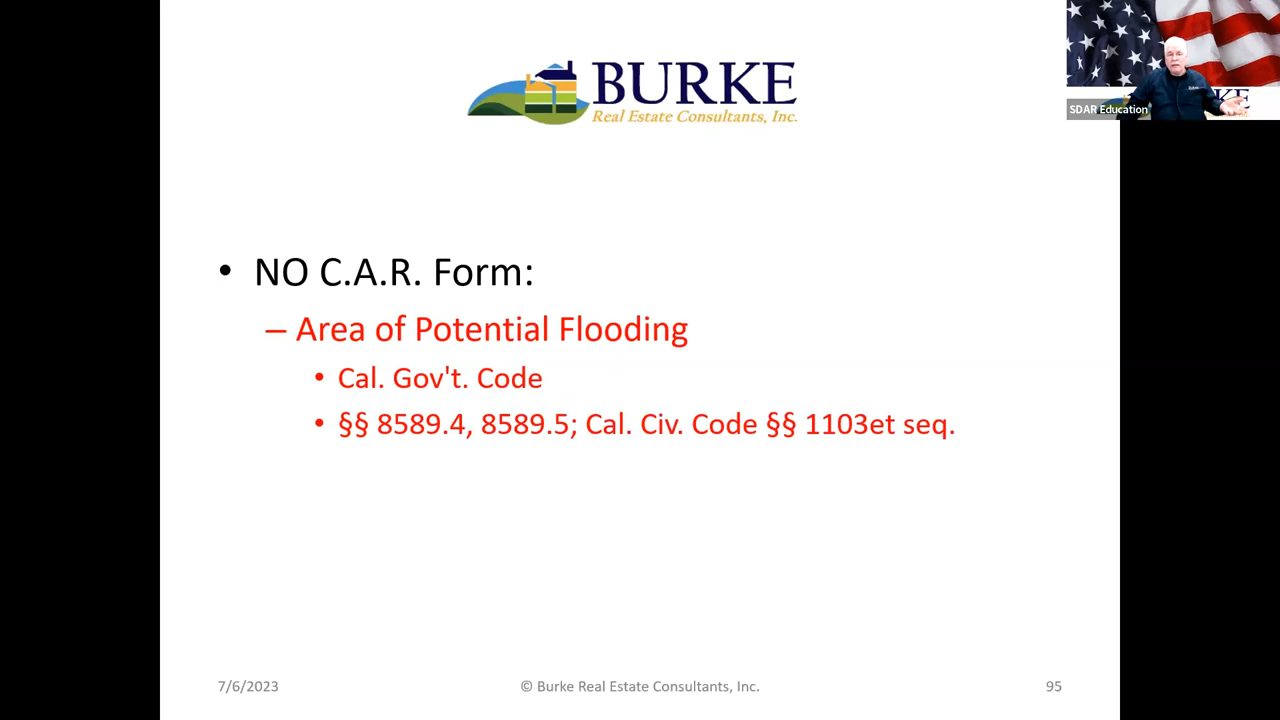 BURKE
Real Estate Consultants, Inc.
SDAR Education
• NO C.A.R. Form:
– Area of Potential Flooding
• Cal. Gov't. Code
• §§ 8589.4, 8589.5; Cal. Civ. Code §§ 1103et seq.
7/6/2023
© Burke Real Estate Consultants, Inc.
95